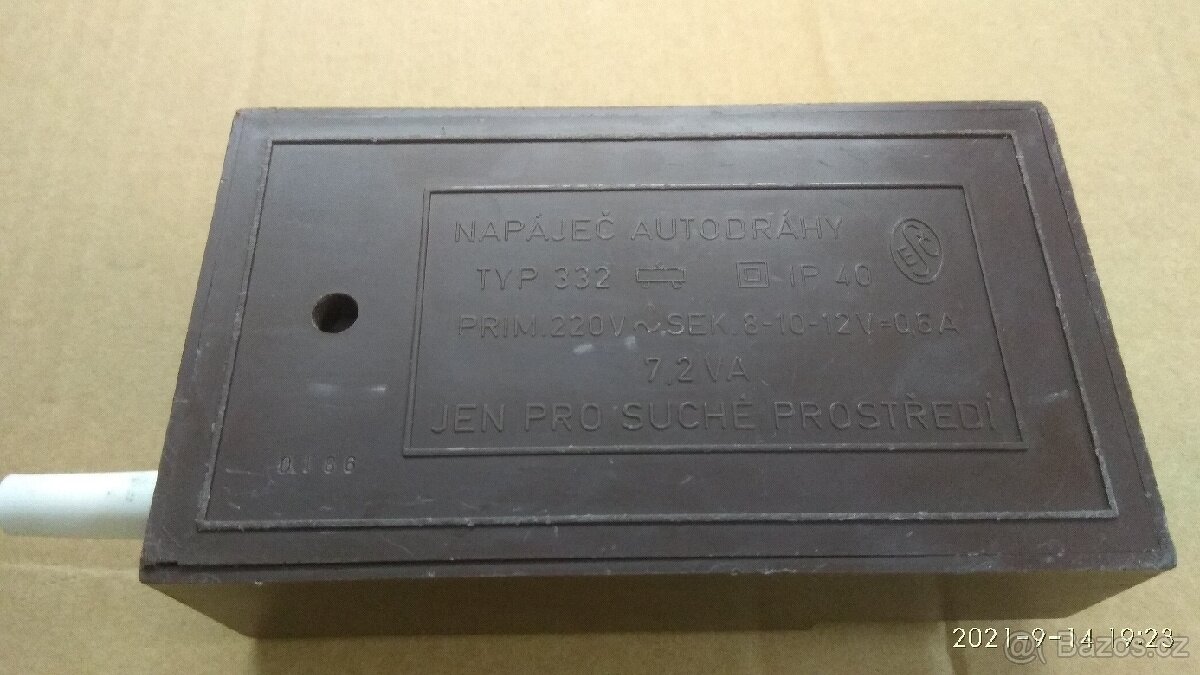 NAPÁJEČ AUTODRÁHY
TYP 332 IP 40
PRIM.220V~SEK.8-10-12V=0,6A
7,2VA
JEN PRO SUCHÉ PROSTŘEDÍ
2021-9-14 19:23
@Bazos.cz